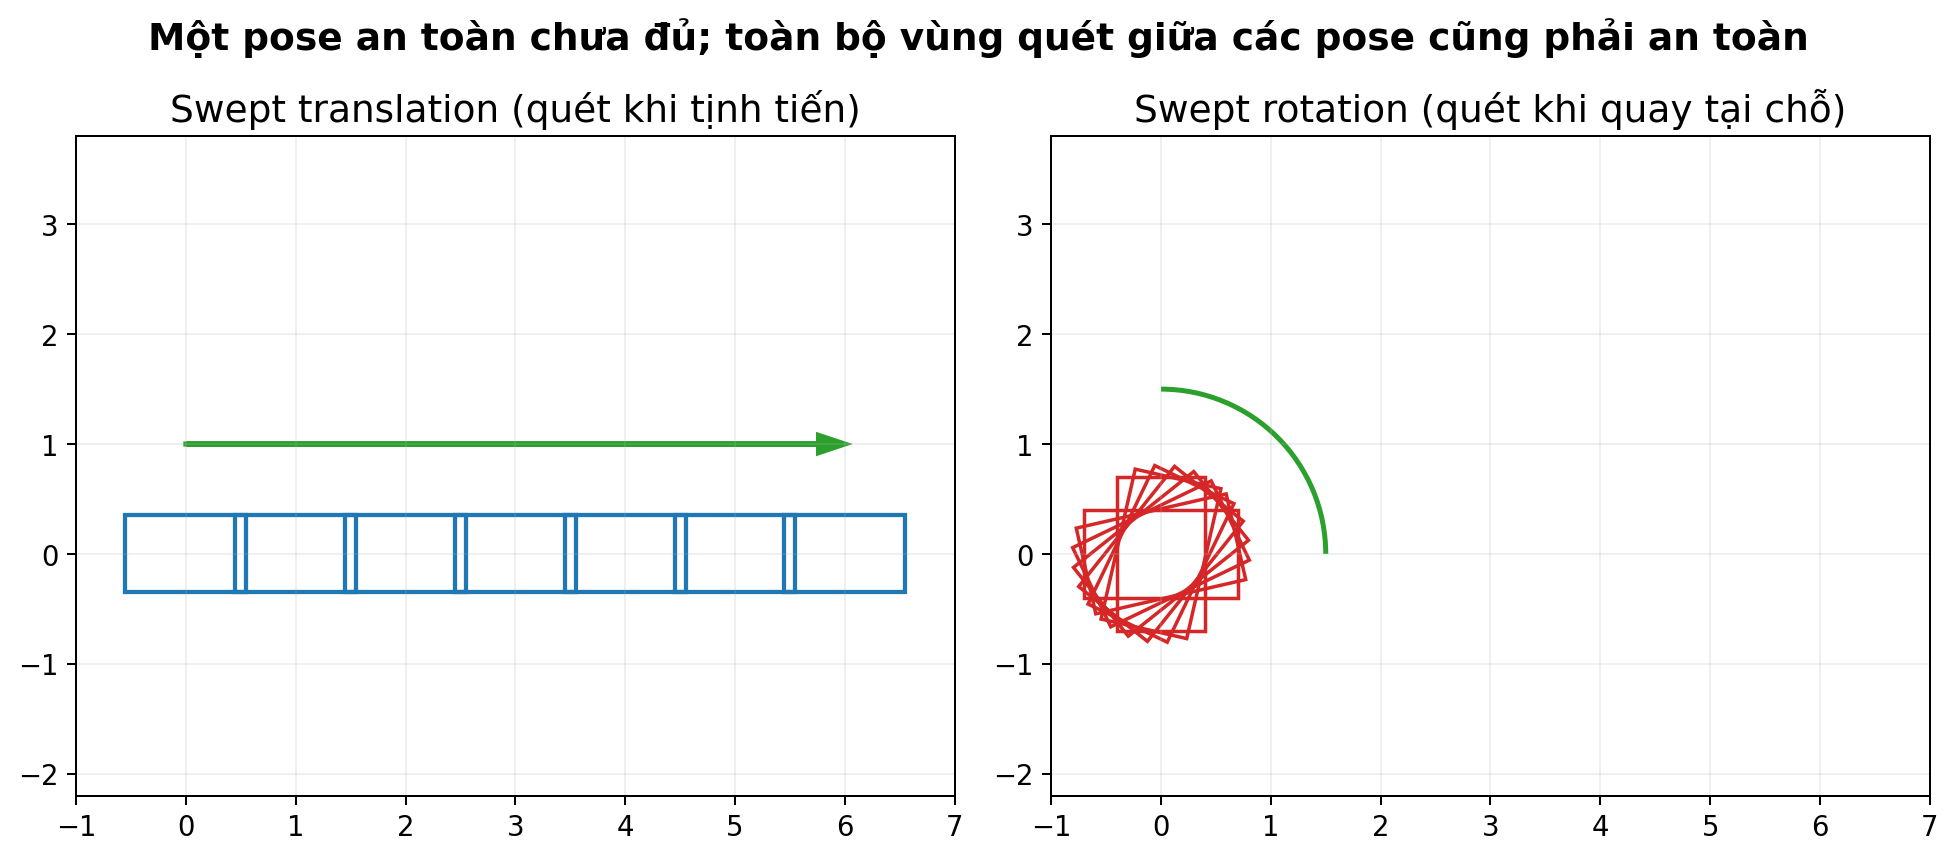 Một pose an toàn chưa đủ; toàn bộ vùng quét giữa các pose cũng phải an toàn
Swept translation (quét khi tịnh tiến)
3
2
1
0
−1
−2
−1 0 1 2 3 4 5 6 7
Swept rotation (quét khi quay tại chỗ)
3
2
1
0
−1
−2
−1 0 1 2 3 4 5 6 7